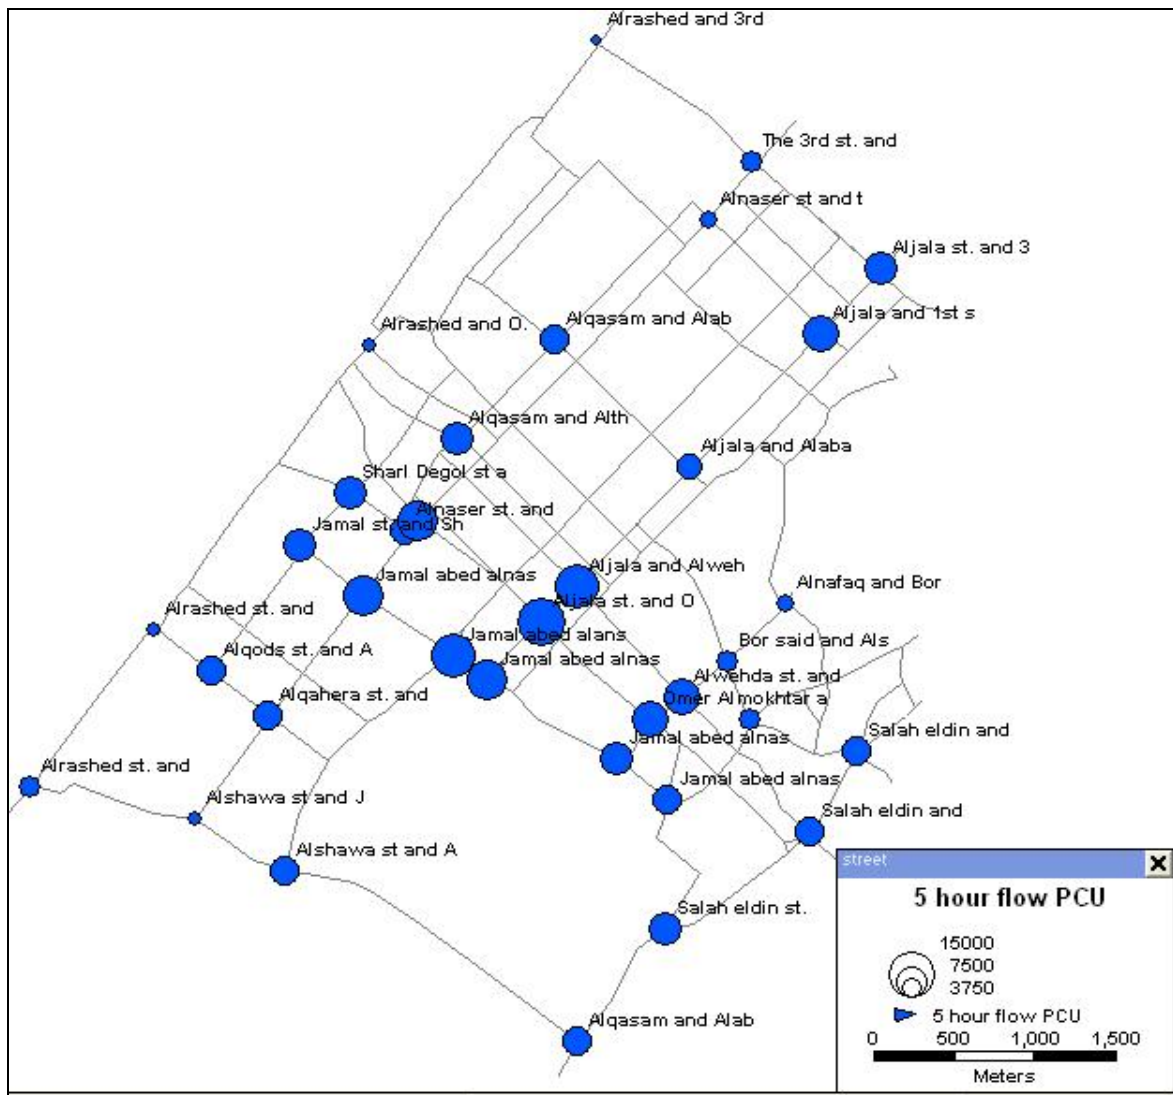 Alrashed and 3rd
The 3rd st. and
Alnaser st and t
Aljala st. and 3
Alrashed and O.
Alqasam and Alab
Aljala and 1st s
Alqasam and Alth
Aljala and Alaba
Sharl Degol st a
Alnaser st. and
Jamal st. and Sh
Aljala and Alweh
Jamal abed alnas
Alnafaq and Bor
Aljala st. and O
Alrashed st. and
Jamal abed alans
Bor said and Als
Alqods st. and A
Jamal abed alnas
Alwehda st. and
Alqahera st. and
Omer Almokhtar a
Salah eldin and
Jamal abed alnas
Alrashed st. and
Jamal abed alnas
Alshawa st and J
Salah eldin and
Alshawa st and A
Salah eldin st.
Alqasam and Alab
street
5 hour flow PCU
15000
7500
3750
5 hour flow PCU
0 500 1,000 1,500
Meters